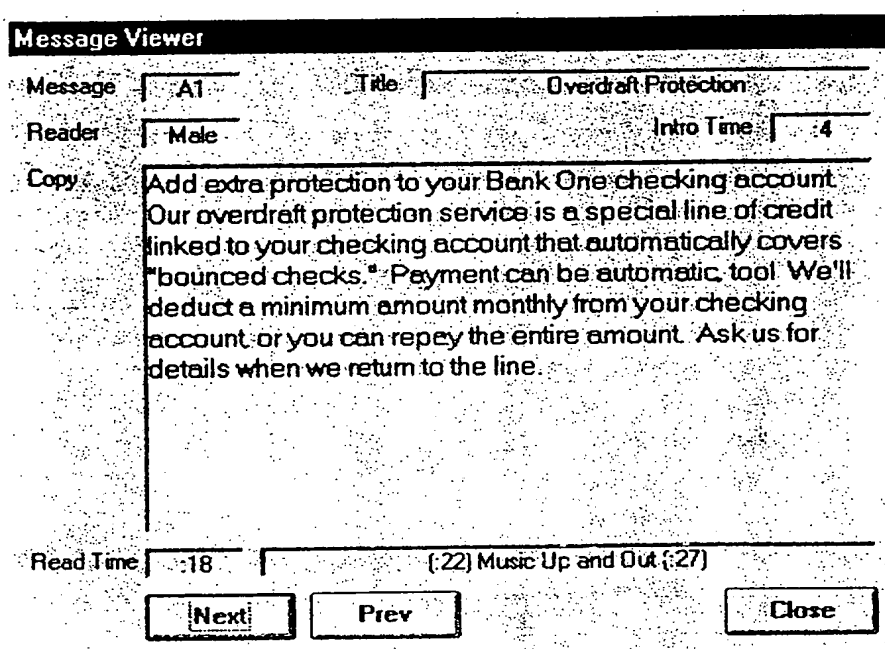 Message Viewer
Message A1 Title Overdraft Protection
Reader Male Intro Time :4
Copy Add extra protection to your Bank One checking account.
Our overdraft protection service is a special line of credit
linked to your checking account that automatically covers
"bounced checks." Payment can be automatic, too! We'll
deduct a minimum amount monthly from your checking
account, or you can repay the entire amount. Ask us for
details when we return to the line.
Read Time :18 (:22) Music Up and Out (:27)
Next Prev Close